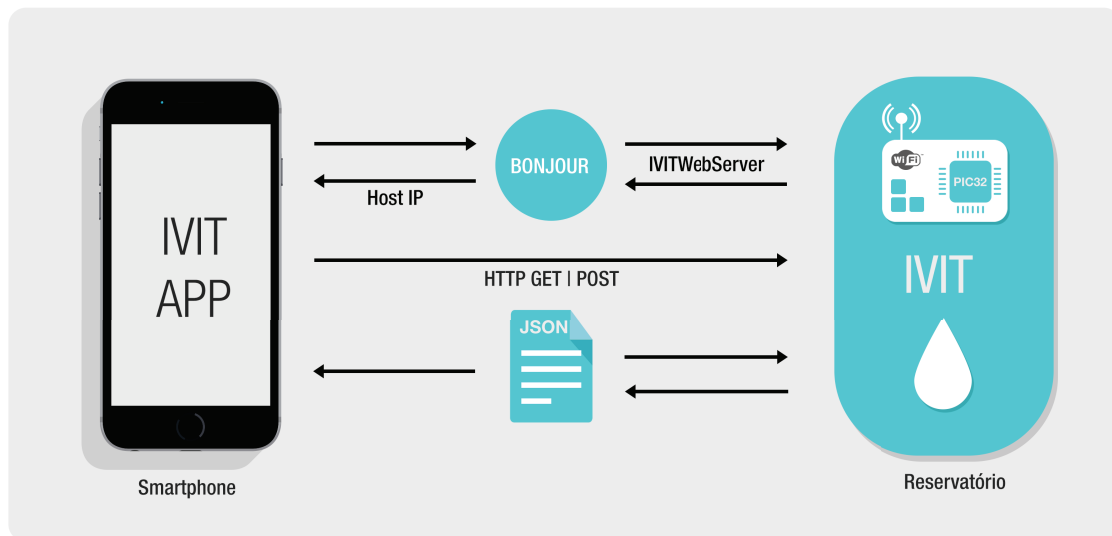 IVIT
APP
Smartphone
Host IP
BONJOUR
IVITWebServer
HTTP GET | POST
JSON
WiFi
PIC32
IVIT
Reservatório